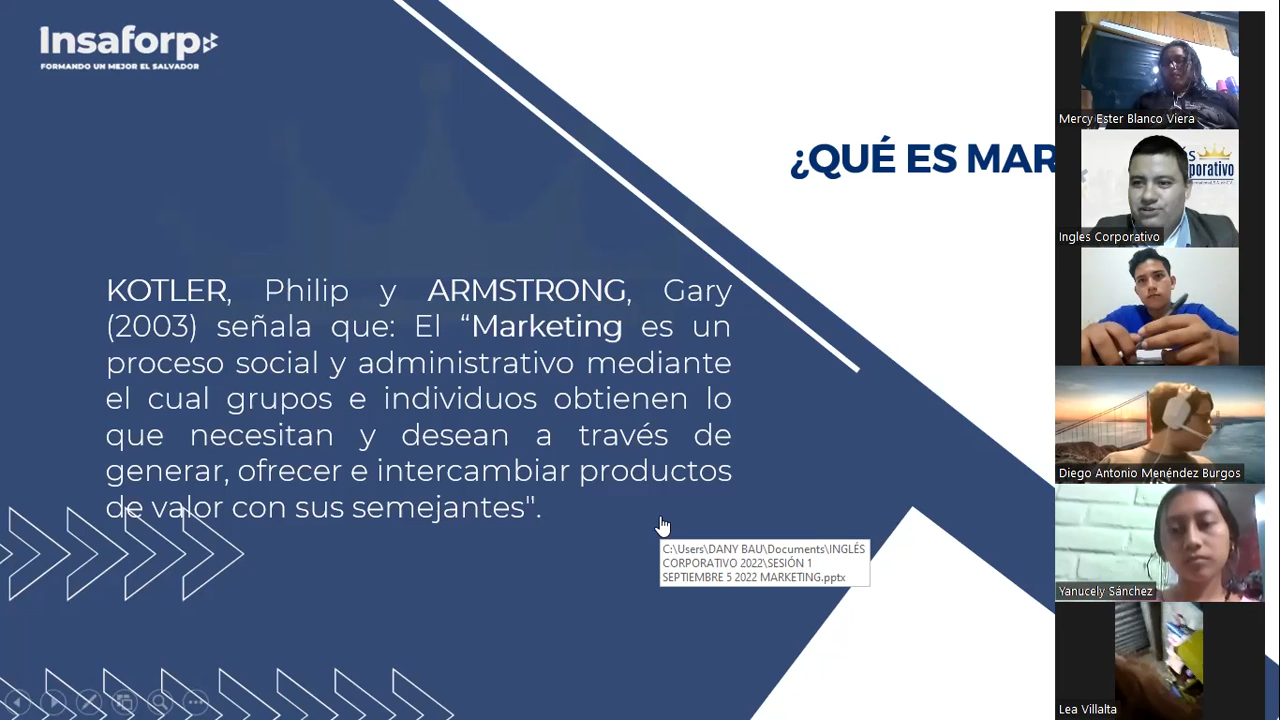 Insaforp
FORMANDO UN MEJOR EL SALVADOR
¿QUÉ ES MAR
KOTLER, Philip y ARMSTRONG, Gary
(2003) señala que: El “Marketing es un
proceso social y administrativo mediante
el cual grupos e individuos obtienen lo
que necesitan y desean a través de
generar, ofrecer e intercambiar productos
de valor con sus semejantes".
C:\Users\DANY BAU\Documents\INGLÉS
CORPORATIVO 2022\SESIÓN 1
SEPTIEMBRE 5 2022 MARKETING.pptx
Mercy Ester Blanco Viera
Ingles Corporativo
Diego Antonio Menéndez Burgos
Yanucely Sánchez
Lea Villalta